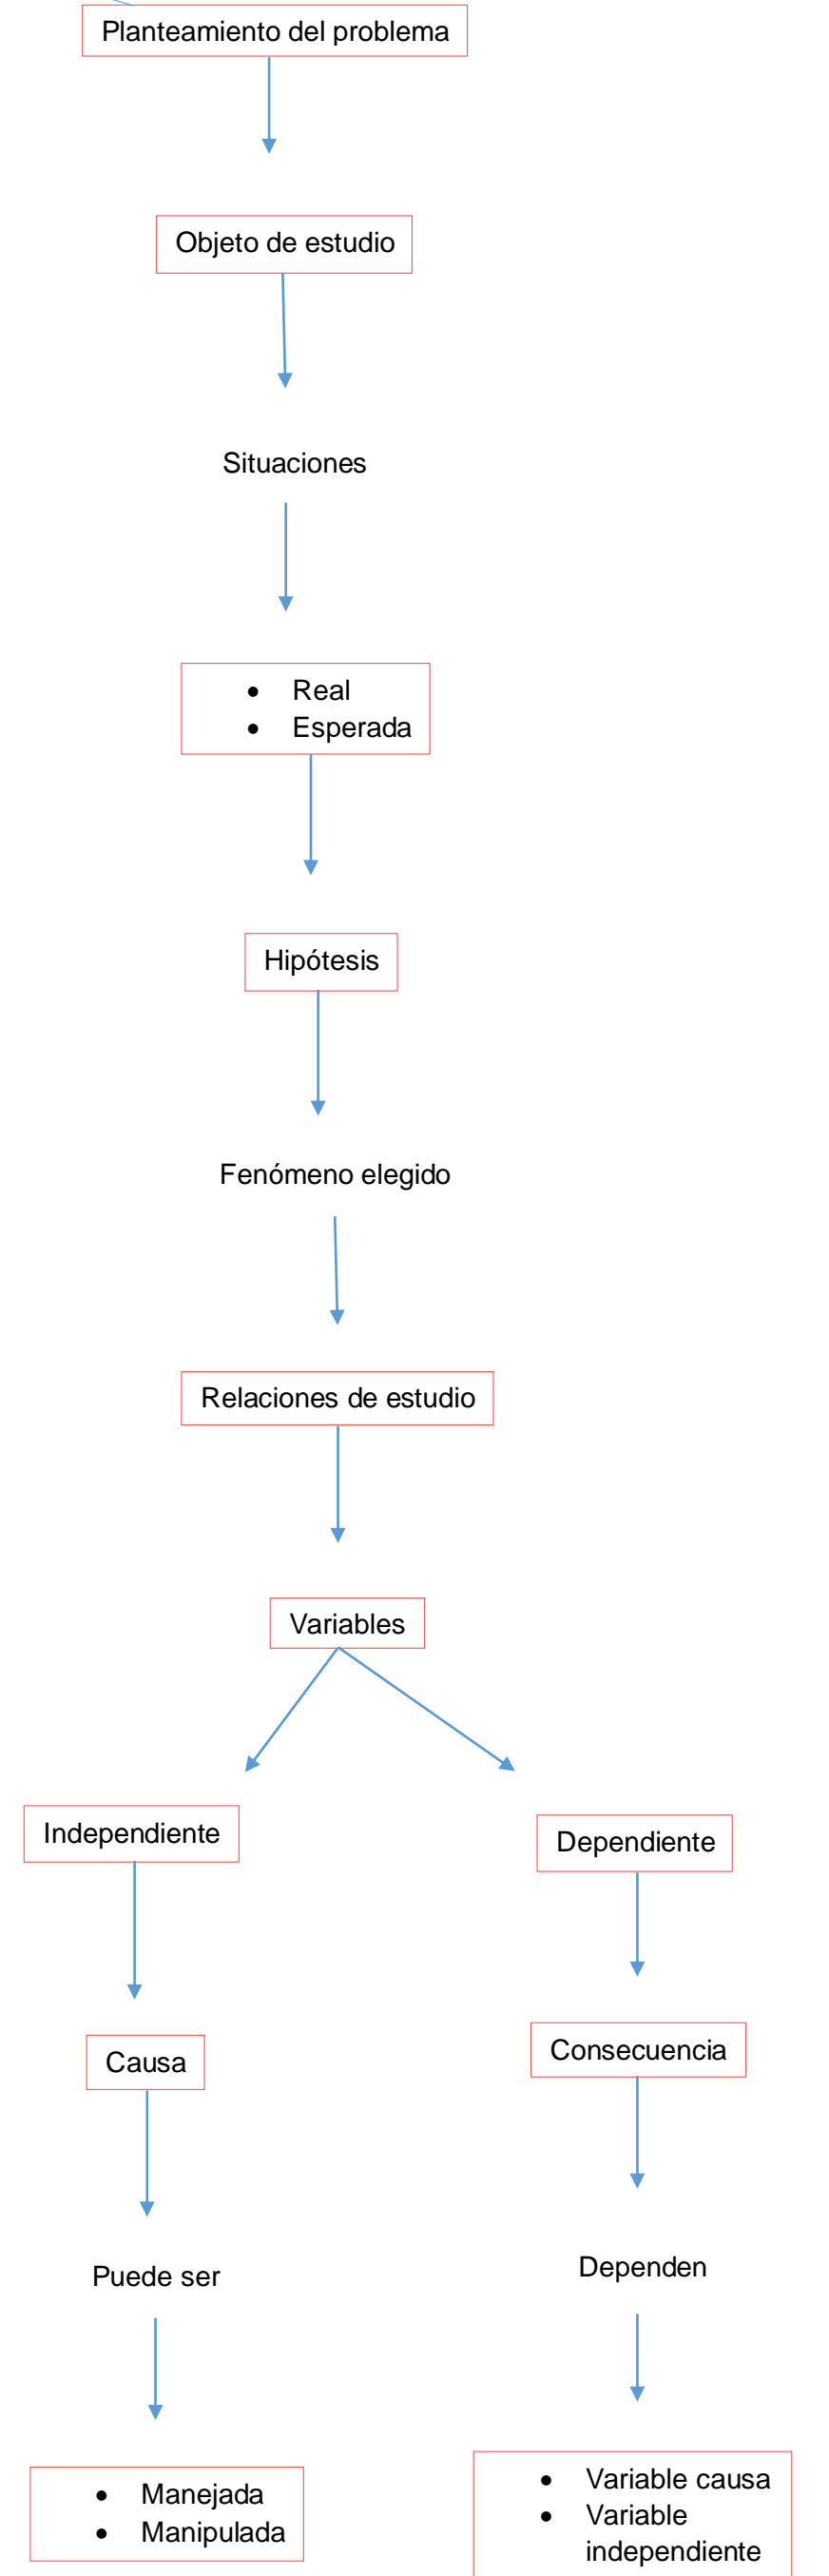 Planteamiento del problema
Objeto de estudio
Situaciones
• Real
• Esperada
Hipótesis
Fenómeno elegido
Relaciones de estudio
Variables
Independiente
Dependiente
Causa
Consecuencia
Puede ser
Dependen
• Manejada
• Manipulada
• Variable causa
• Variable
independiente